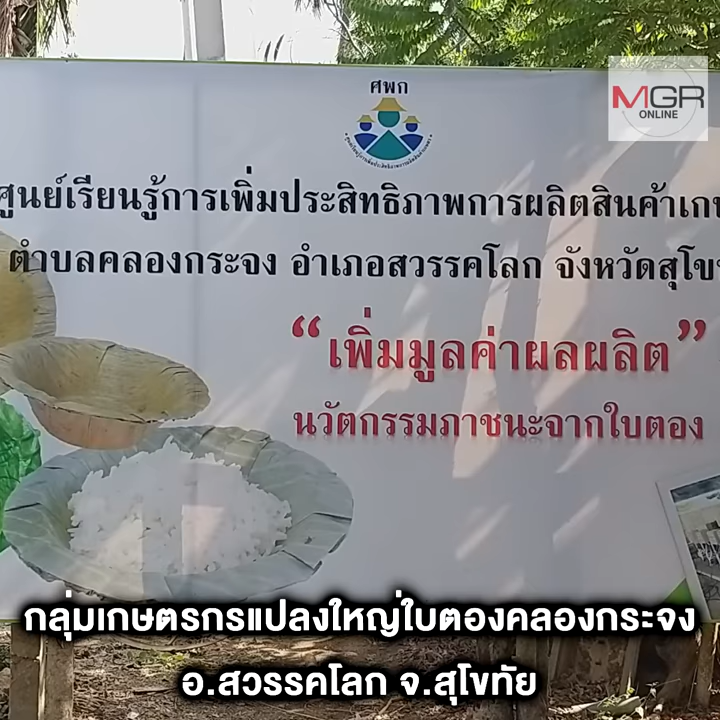 ศพก
MGR
ONLINE
ศูนย์เรียนรู้การเพิ่มประสิทธิภาพการผลิตสินค้าเกษ
ตำบลคลองกระจง อำเภอสวรรคโลก จังหวัดสุโข
“เพิ่มมูลค่าผลผลิต”
นวัตกรรมภาชนะจากใบตอง
กลุ่มเกษตรกรแปลงใหญ่ใบตองคลองกระจง
อ.สวรรคโลก จ.สุโขทัย